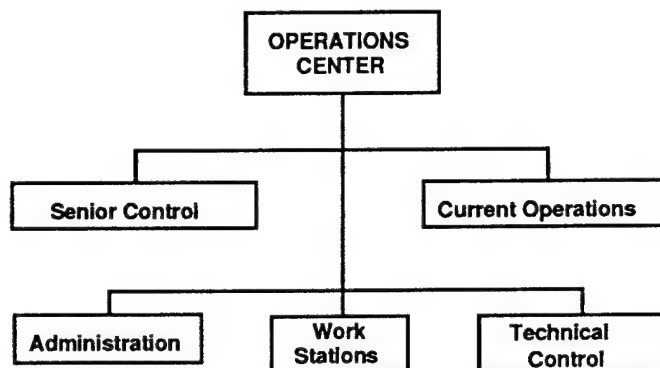 OPERATIONS
CENTER
Senior Control
Current Operations
Administration
Work
Stations
Technical
Control